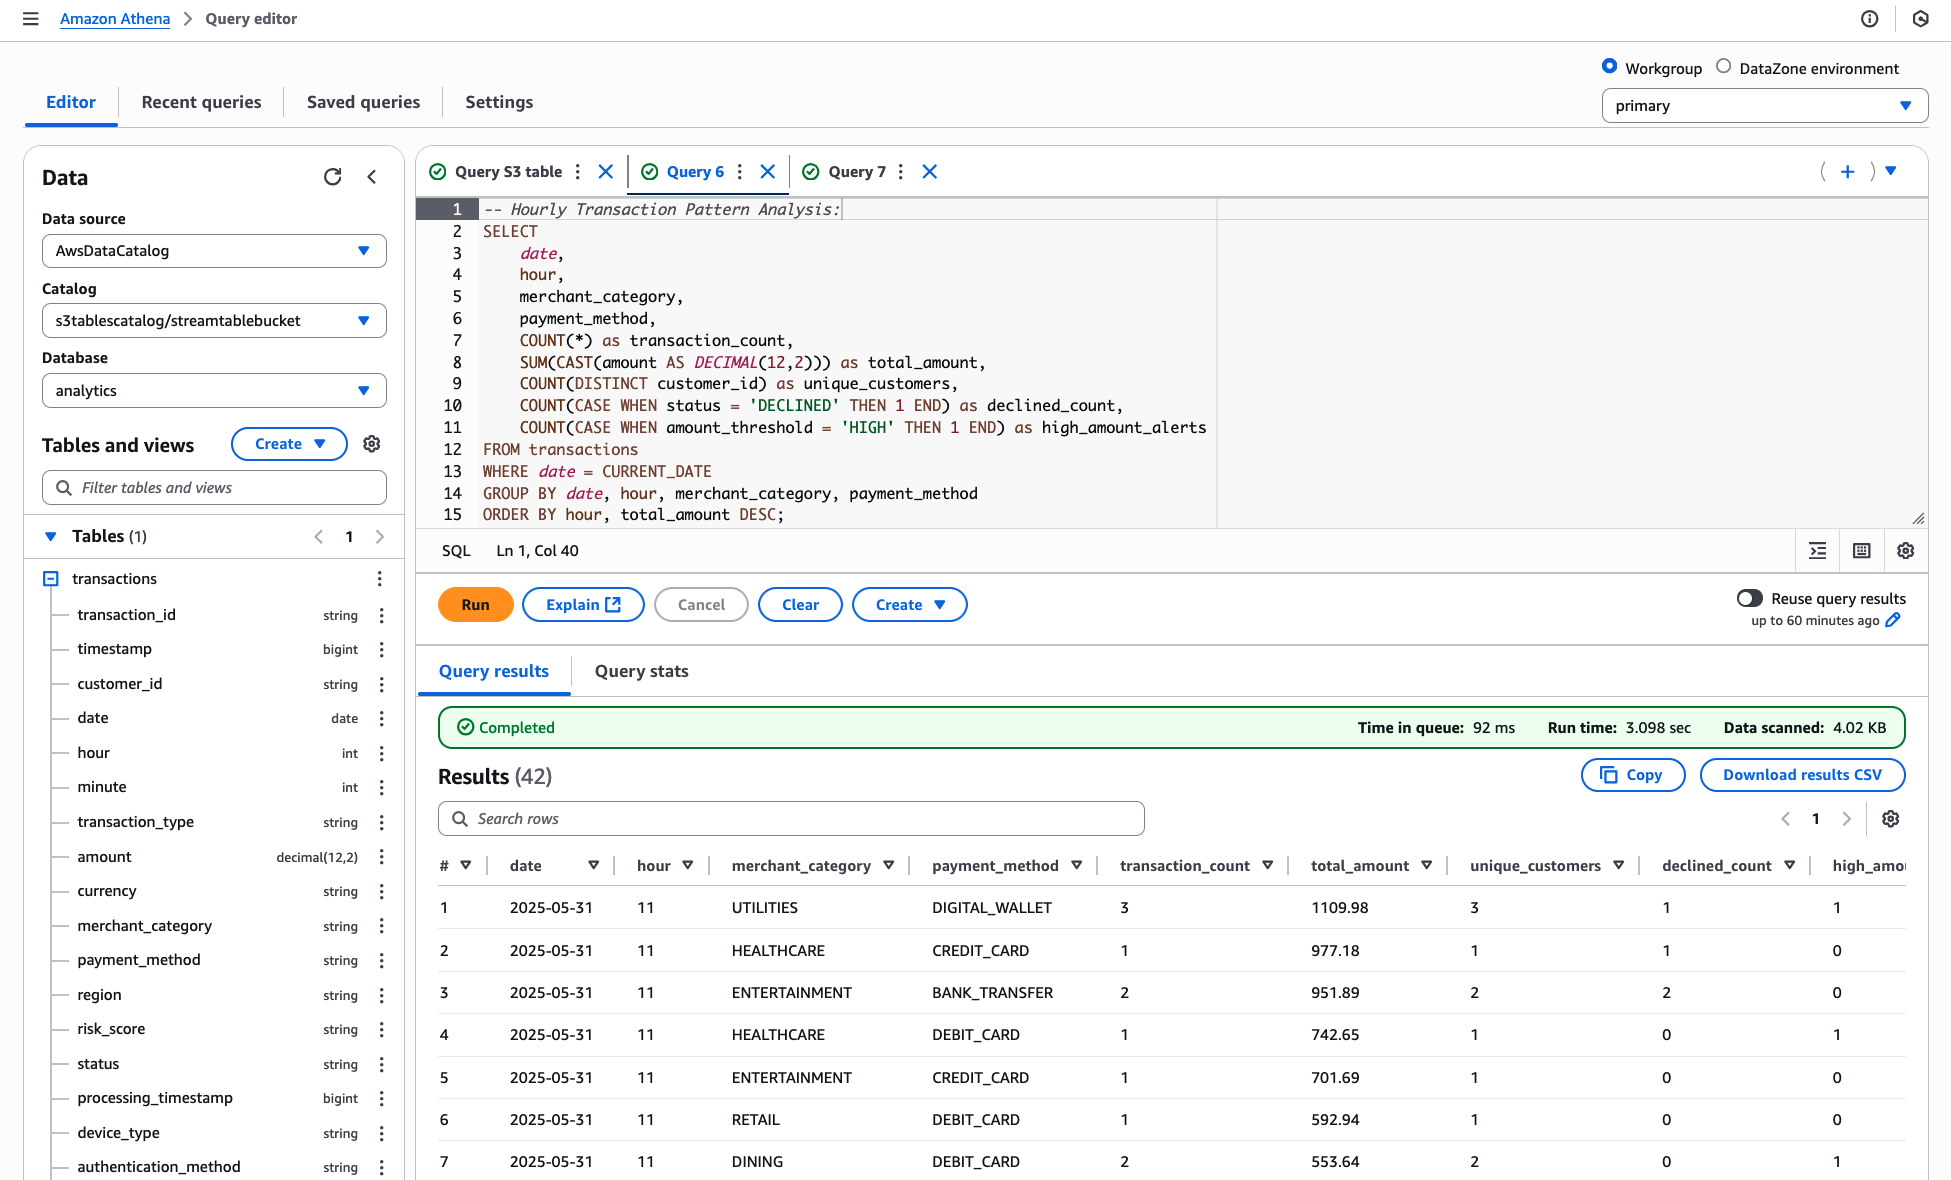 Amazon Athena > Query editor
Workgroup DataZone environment
Editor Recent queries Saved queries Settings
primary
Data
Data source
AwsDataCatalog
Catalog
s3tablescatalog/streamtablebucket
Database
analytics
Tables and views Create
Filter tables and views
Tables (1) 1
transactions
transaction_id string
timestamp bigint
customer_id string
date date
hour int
minute int
transaction_type string
amount decimal(12,2)
currency string
merchant_category string
payment_method string
region string
risk_score string
status string
processing_timestamp bigint
device_type string
authentication_method string
Query S3 table Query 6 Query 7
1 -- Hourly Transaction Pattern Analysis:
2 SELECT
3 date,
4 hour,
5 merchant_category,
6 payment_method,
7 COUNT(*) as transaction_count,
8 SUM(CAST(amount AS DECIMAL(12,2))) as total_amount,
9 COUNT(DISTINCT customer_id) as unique_customers,
10 COUNT(CASE WHEN status = 'DECLINED' THEN 1 END) as declined_count,
11 COUNT(CASE WHEN amount_threshold = 'HIGH' THEN 1 END) as high_amount_alerts
12 FROM transactions
13 WHERE date = CURRENT_DATE
14 GROUP BY date, hour, merchant_category, payment_method
15 ORDER BY hour, total_amount DESC;
SQL Ln 1, Col 40
Run Explain Cancel Clear Create
Reuse query results
up to 60 minutes ago
Query results Query stats
Completed Time in queue: 92 ms Run time: 3.098 sec Data scanned: 4.02 KB
Results (42) Copy Download results CSV
Search rows 1
# date hour merchant_category payment_method transaction_count total_amount unique_customers declined_count high_amou
1 2025-05-31 11 UTILITIES DIGITAL_WALLET 3 1109.98 3 1 1
2 2025-05-31 11 HEALTHCARE CREDIT_CARD 1 977.18 1 1 0
3 2025-05-31 11 ENTERTAINMENT BANK_TRANSFER 2 951.89 2 2 0
4 2025-05-31 11 HEALTHCARE DEBIT_CARD 1 742.65 1 0 1
5 2025-05-31 11 ENTERTAINMENT CREDIT_CARD 1 701.69 1 0 0
6 2025-05-31 11 RETAIL DEBIT_CARD 1 592.94 1 0 0
7 2025-05-31 11 DINING DEBIT_CARD 2 553.64 2 0 1